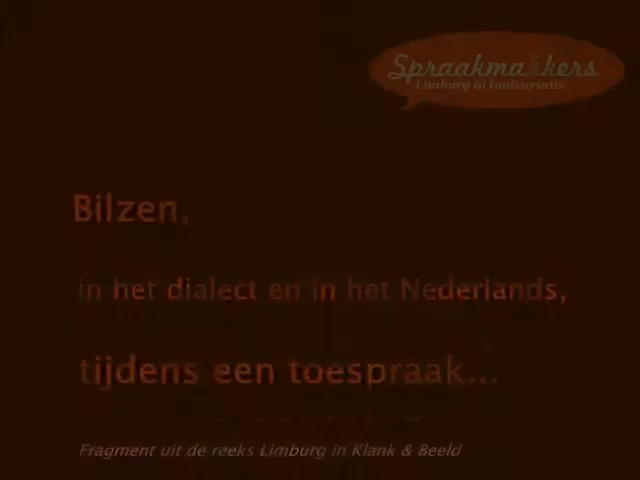 Spraakmakkers
Limburg in taalvariatie
Bilzen,
in het dialect en in het Nederlands,
tijdens een toespraak...
Fragment uit de reeks Limburg in Klank & Beeld